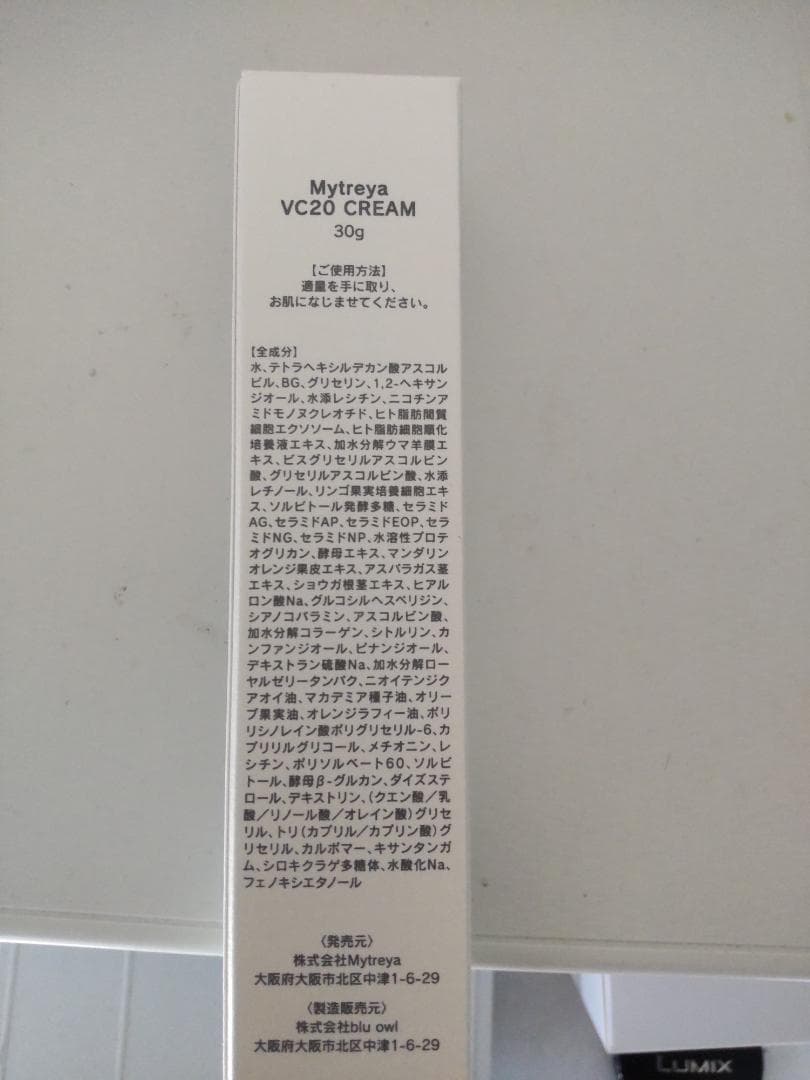 Mytreya
VC20 CREAM
30g
【ご使用方法】
適量を手に取り、
お肌になじませてください。
【全成分】
水、テトラヘキシルデカン酸アスコル
ビル、BG、グリセリン、1,2-ヘキサン
ジオール、水添レシチン、ニコチンア
ミドモノヌクレオチド、ヒト脂肪間質
細胞エクソソーム、ヒト脂肪細胞順化
培養液エキス、加水分解ウマ羊膜エ
キス、ビスグリセリルアスコルビン
酸、グリセリルアスコルビン酸、水添
レチノール、リンゴ果実培養細胞エキ
ス、ソルビトール発酵多糖、セラミド
AG、セラミドAP、セラミドEOP、セラ
ミドNG、セラミドNP、水溶性プロテ
オグリカン、酵母エキス、マンダリン
オレンジ果皮エキス、アスパラガス茎
エキス、ショウガ根茎エキス、ヒアル
ロン酸Na、グルコシルヘスペリジン、
シアノコバラミン、アスコルビン酸、
加水分解コラーゲン、シトルリン、カ
ンファンジオール、ピナンジオール、
デキストラン硫酸Na、加水分解ロー
ヤルゼリータンパク、ニオイテンジク
アオイ油、マカデミア種子油、オリー
ブ果実油、オレンジラフィー油、ポリ
リシノレイン酸ポリグリセリル-6、カ
プリリルグリコール、メチオニン、レ
シチン、ポリソルベート60、ソルビ
トール、酵母β-グルカン、ダイズステ
ロール、デキストリン、(クエン酸/乳
酸/リノール酸/オレイン酸)グリセ
リル、トリ(カプリル/カプリン酸)グ
リセリル、カルボマー、キサンタンガ
ム、シロキクラゲ多糖体、水酸化Na、
フェノキシエタノール
〈発売元〉
株式会社Mytreya
大阪府大阪市北区中津1-6-29
〈製造販売元〉
株式会社blu owl
大阪府大阪市北区中津1-6-29
LUMIX